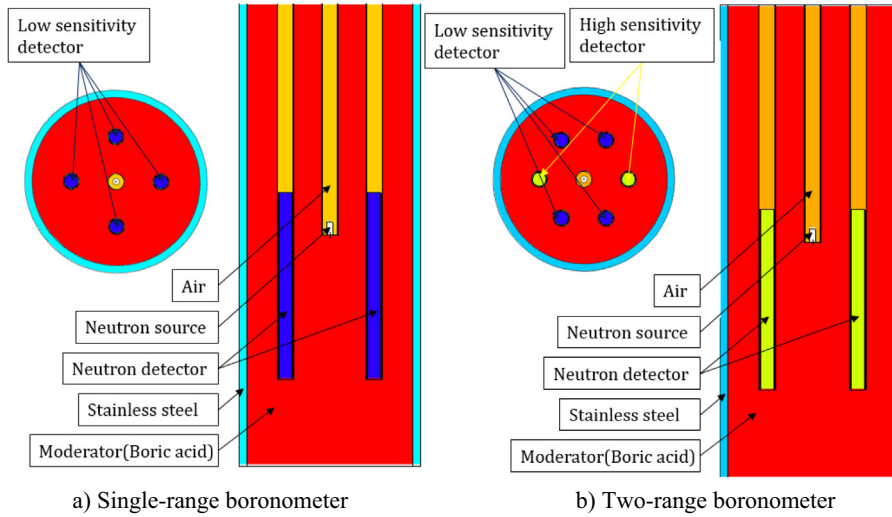 Low sensitivity
detector
Air
Neutron source
Neutron detector
Stainless steel
Moderator(Boric acid)
a) Single-range boronometer
Low sensitivity
detector
High sensitivity
detector
Air
Neutron source
Neutron detector
Stainless steel
Moderator(Boric acid)
b) Two-range boronometer